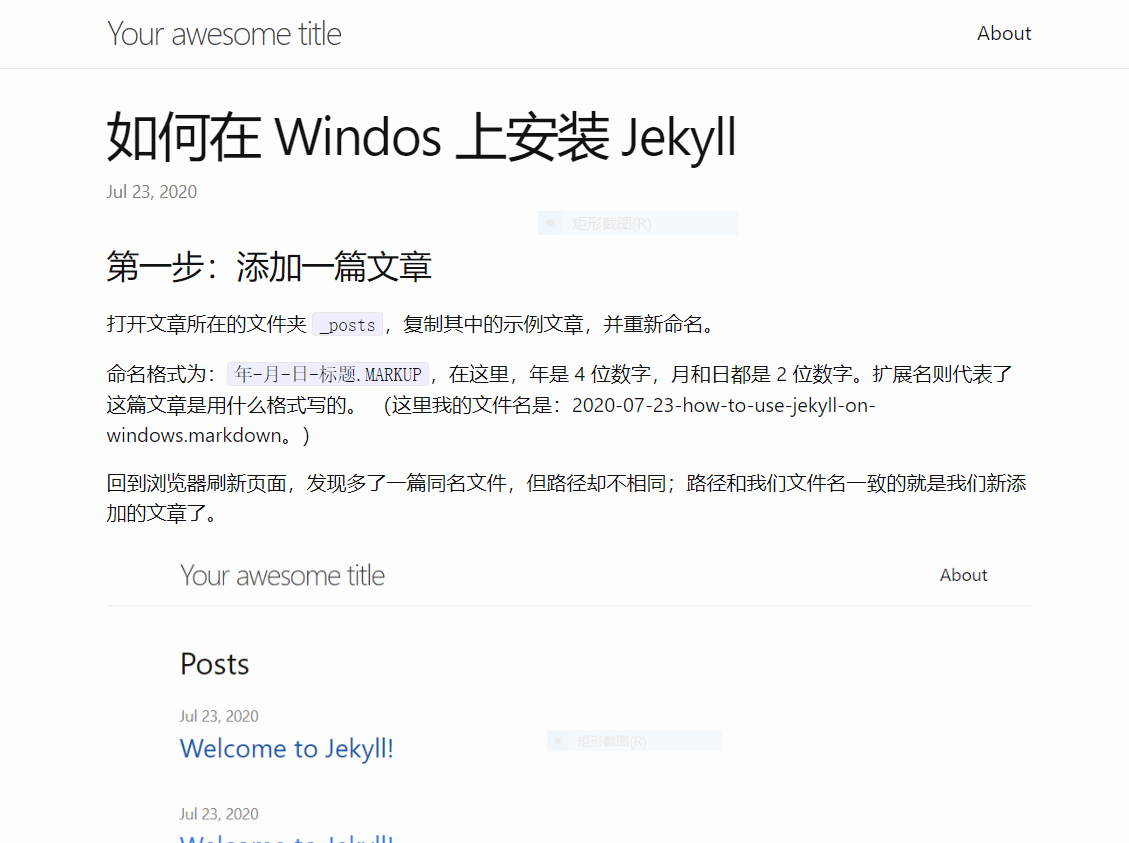 Your awesome title
About
如何在 Windos 上安装 Jekyll
Jul 23, 2020
矩形截图(R)
第一步：添加一篇文章
打开文章所在的文件夹 _posts，复制其中的示例文章，并重新命名。
命名格式为：年-月-日-标题.MARKUP，在这里，年是 4 位数字，月和日都是 2 位数字。扩展名则代表了
这篇文章是用什么格式写的。 （这里我的文件名是：2020-07-23-how-to-use-jekyll-on-
windows.markdown。)
回到浏览器刷新页面，发现多了一篇同名文件，但路径却不相同；路径和我们文件名一致的就是我们新添
加的文章了。
Your awesome title
About
Posts
Jul 23, 2020
Welcome to Jekyll!
矩形截图(R)
Jul 23, 2020
Welcome to Jekyll!